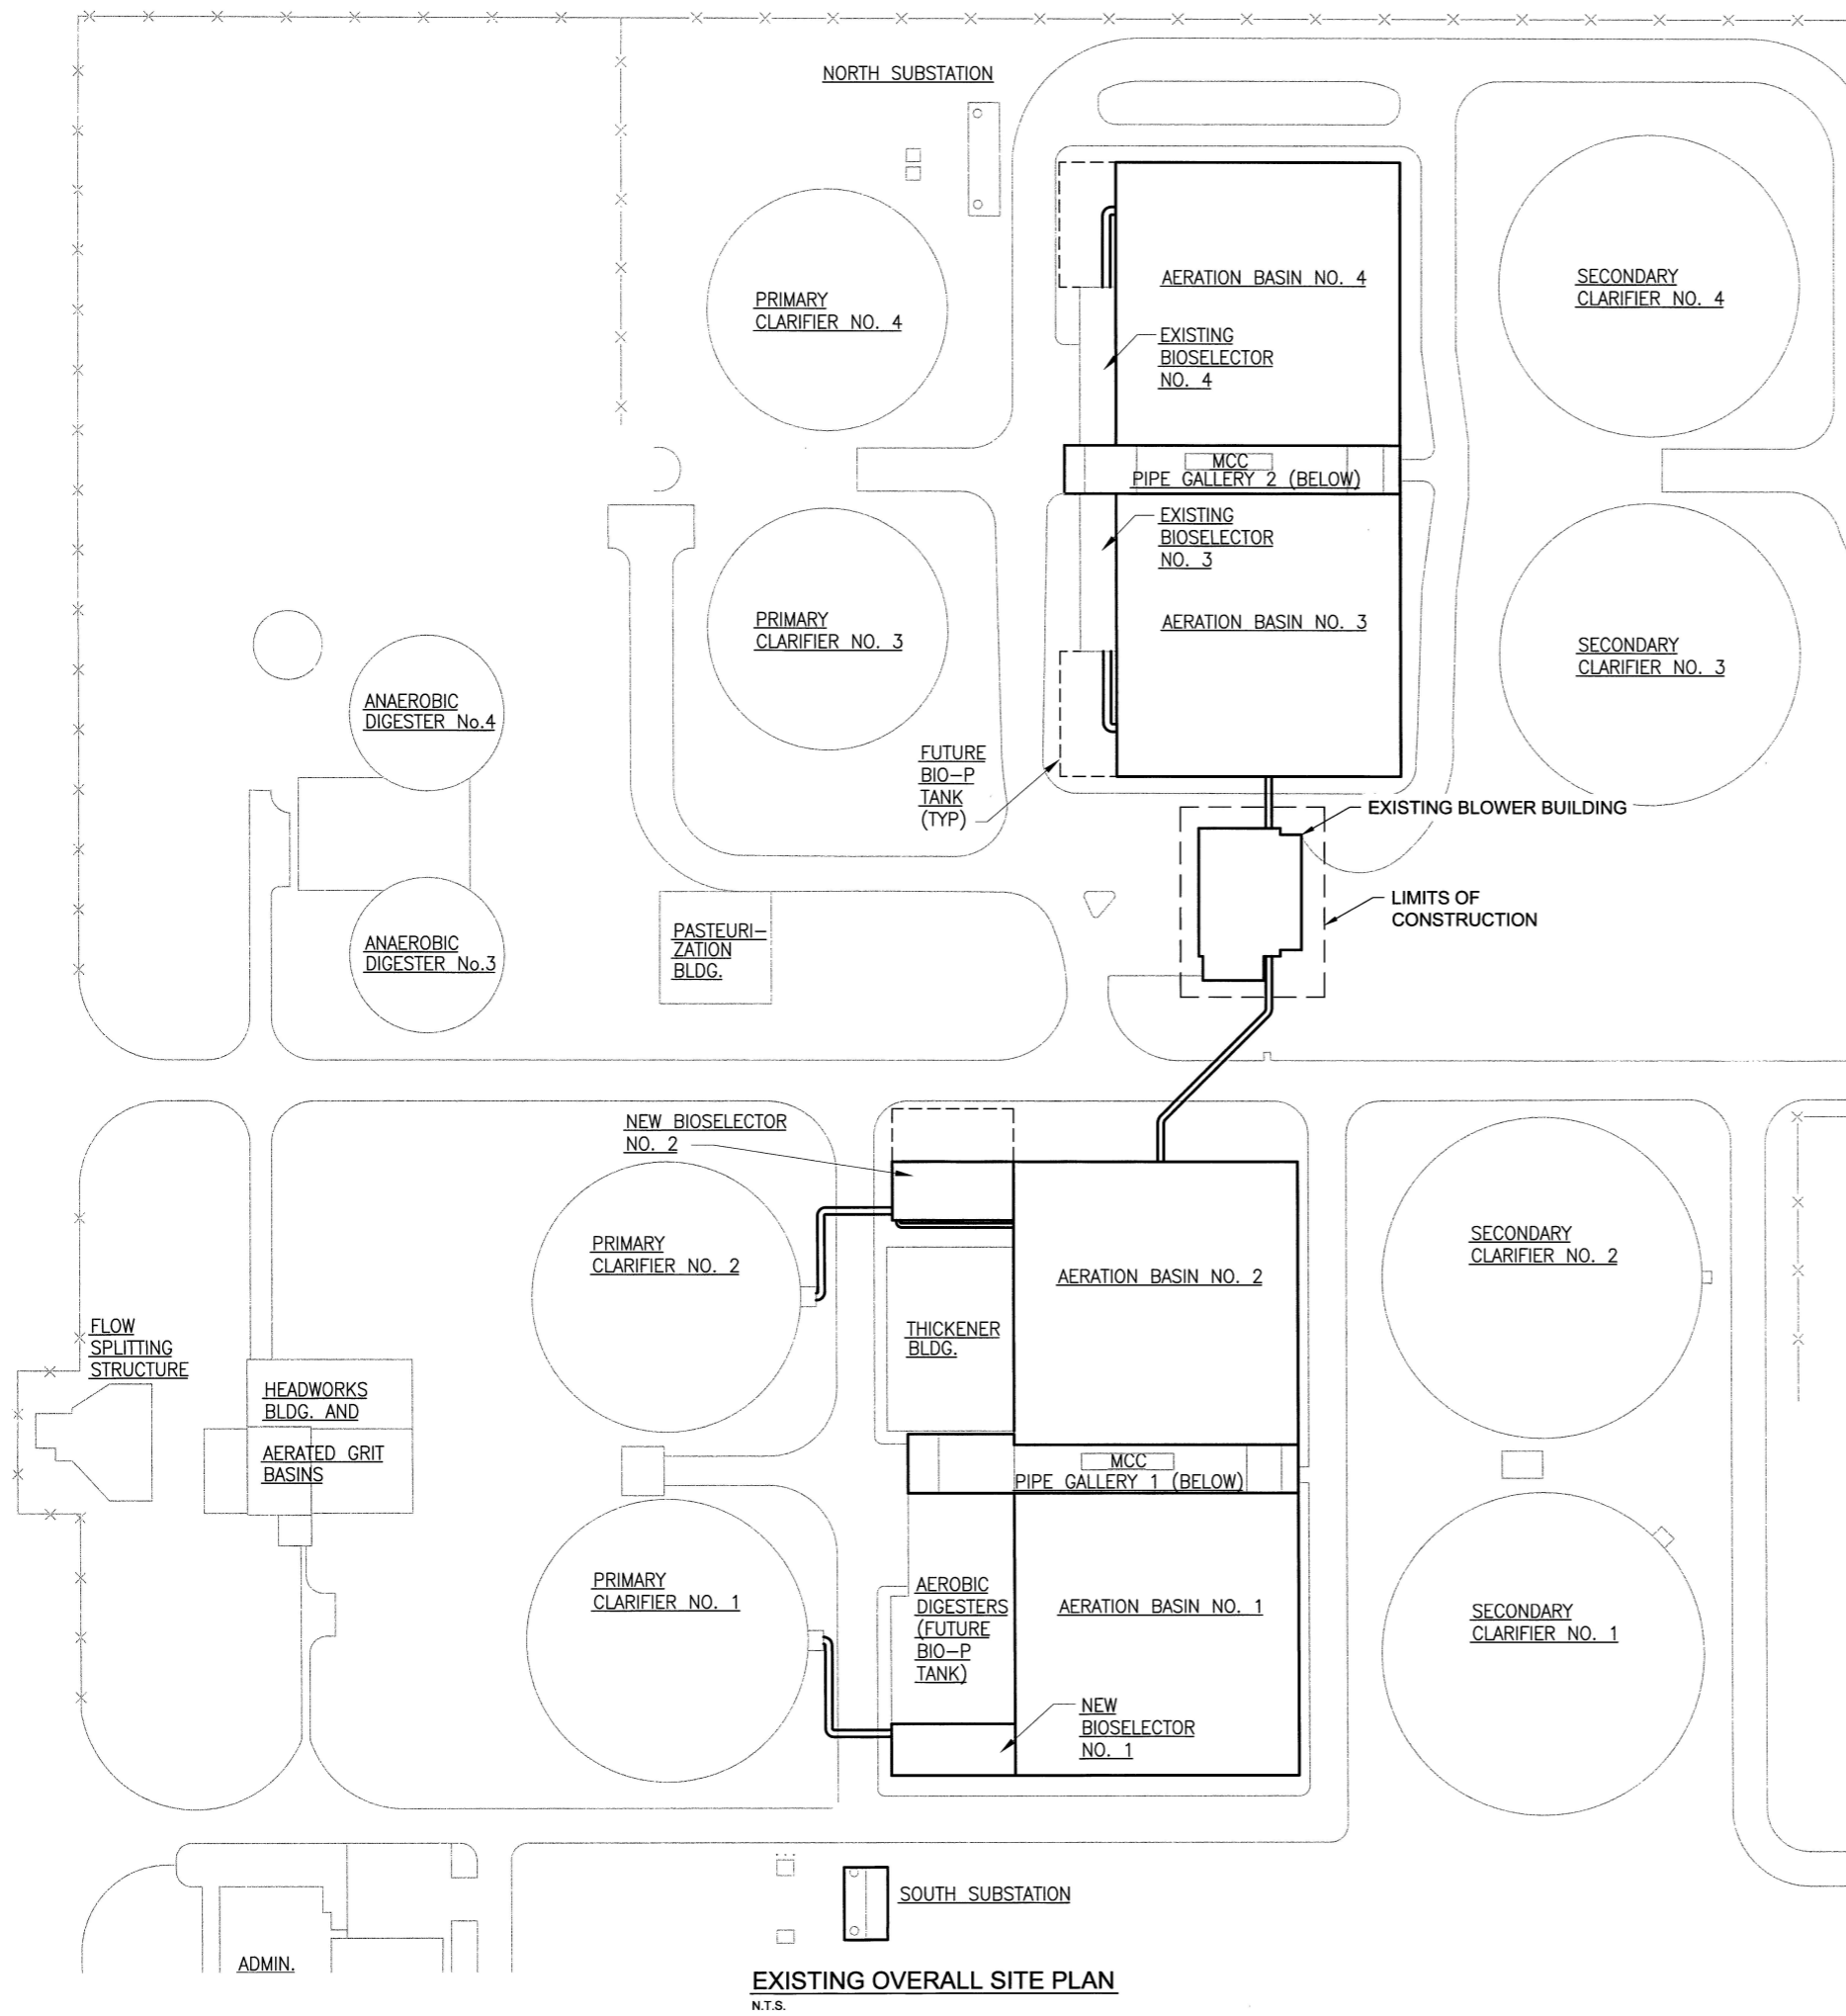 NORTH SUBSTATION
AERATION BASIN NO. 4
PRIMARY
CLARIFIER NO. 4
SECONDARY
CLARIFIER NO. 4
EXISTING
BIOSELECTOR
NO. 4
MCC
PIPE GALLERY 2 (BELOW)
EXISTING
BIOSELECTOR
NO. 3
PRIMARY
CLARIFIER NO. 3
AERATION BASIN NO. 3
SECONDARY
CLARIFIER NO. 3
ANAEROBIC
DIGESTER No.4
FUTURE
BIO-P
TANK
(TYP)
EXISTING BLOWER BUILDING
LIMITS OF
CONSTRUCTION
ANAEROBIC
DIGESTER No.3
PASTEURI-
ZATION
BLDG.
NEW BIOSELECTOR
NO. 2
PRIMARY
CLARIFIER NO. 2
AERATION BASIN NO. 2
SECONDARY
CLARIFIER NO. 2
FLOW
SPLITTING
STRUCTURE
THICKENER
BLDG.
HEADWORKS
BLDG. AND
AERATED GRIT
BASINS
MCC
PIPE GALLERY 1 (BELOW)
PRIMARY
CLARIFIER NO. 1
AEROBIC
DIGESTERS
(FUTURE
BIO-P
TANK)
AERATION BASIN NO. 1
SECONDARY
CLARIFIER NO. 1
NEW
BIOSELECTOR
NO. 1
SOUTH SUBSTATION
ADMIN.
EXISTING OVERALL SITE PLAN
N.T.S.